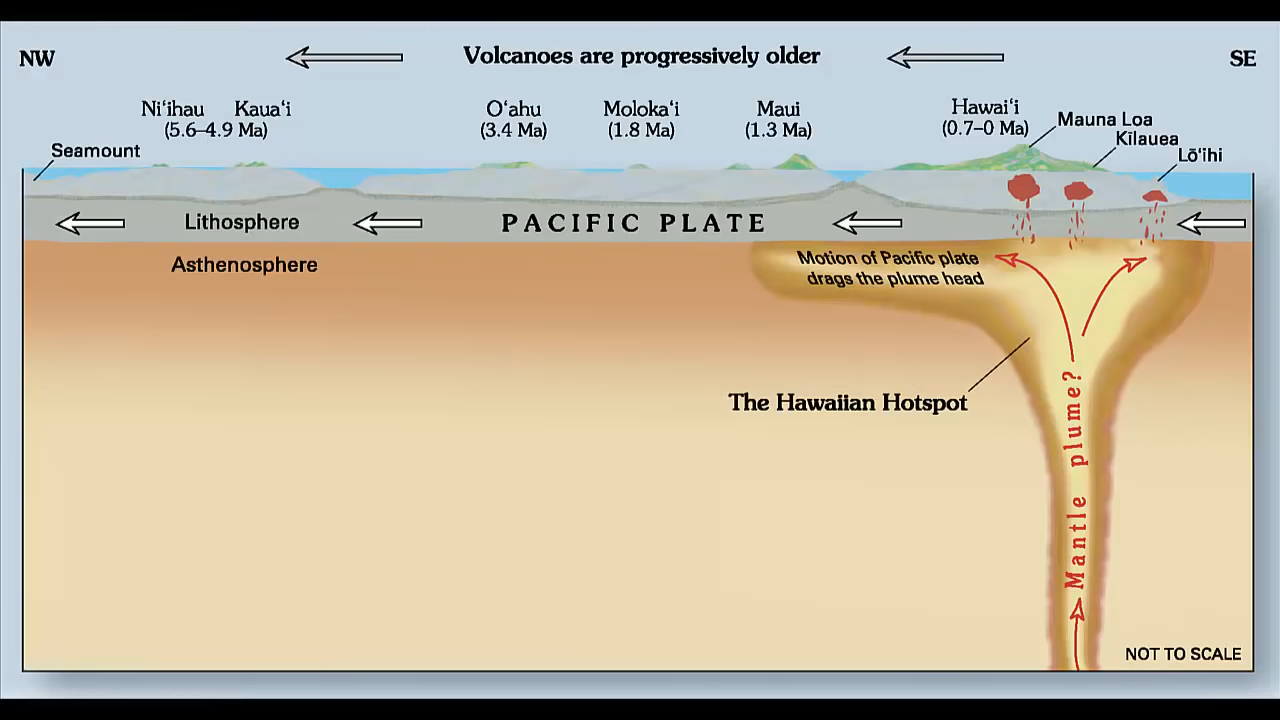 NW
Volcanoes are progressively older
SE
Ni‘ihau
Kaua‘i
(5.6–4.9 Ma)
O‘ahu
(3.4 Ma)
Moloka‘i
(1.8 Ma)
Maui
(1.3 Ma)
Hawai‘i
(0.7–0 Ma)
Mauna Loa
Kīlauea
Lō‘ihi
Seamount
Lithosphere
PACIFIC PLATE
Asthenosphere
Motion of Pacific plate
drags the plume head
The Hawaiian Hotspot
Mantle plume?
NOT TO SCALE